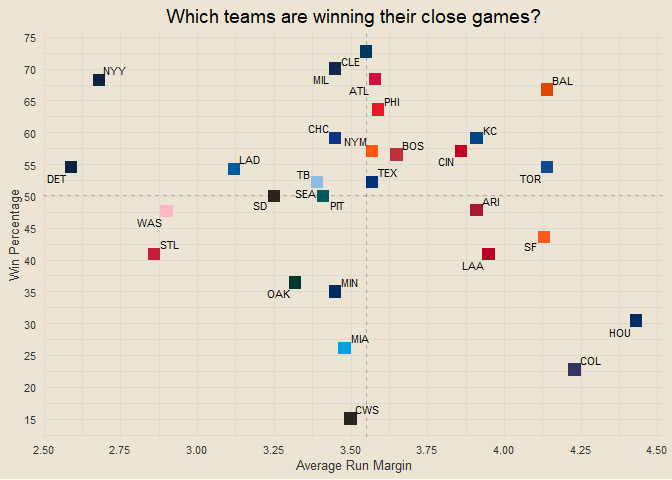 Which teams are winning their close games?
75
CLE
70
NYY
MIL
ATL
BAL
65
PHI
60
CHC
KC
NYM
BOS
55
LAD
CIN
DET
TB
TEX
TOR
50
SEA
SD
PIT
ARI
45
WAS
SF
STL
40
LAA
35
OAK
MIN
30
HOU
MIA
25
COL
20
15
CWS
Win Percentage
2.50 2.75 3.00 3.25 3.50 3.75 4.00 4.25 4.50
Average Run Margin